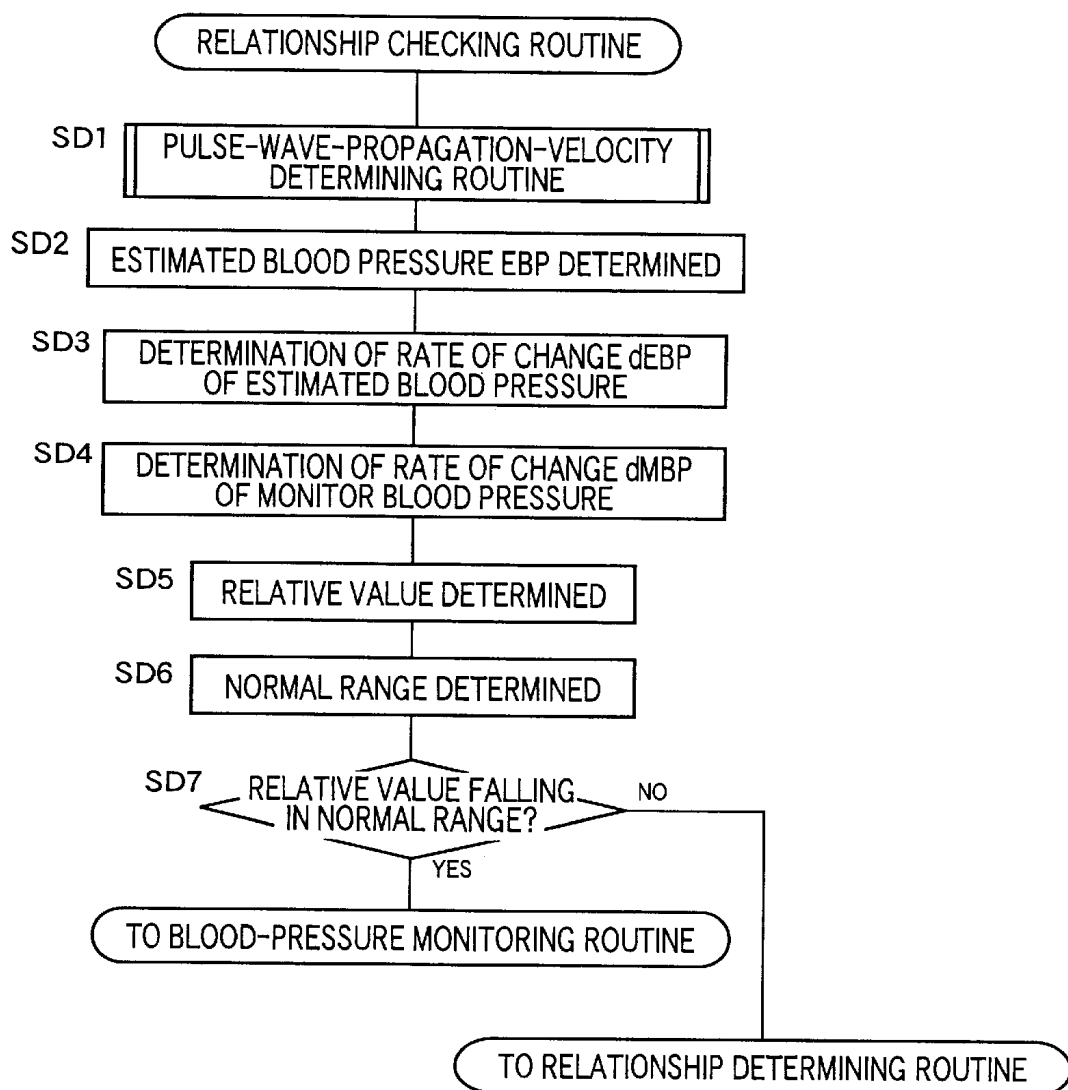 RELATIONSHIP CHECKING ROUTINE
SD1
PULSE-WAVE-PROPAGATION-VELOCITY
DETERMINING ROUTINE
SD2
ESTIMATED BLOOD PRESSURE EBP DETERMINED
SD3
DETERMINATION OF RATE OF CHANGE dEBP
OF ESTIMATED BLOOD PRESSURE
SD4
DETERMINATION OF RATE OF CHANGE dMBP
OF MONITOR BLOOD PRESSURE
SD5
RELATIVE VALUE DETERMINED
SD6
NORMAL RANGE DETERMINED
SD7
RELATIVE VALUE FALLING
IN NORMAL RANGE?
NO
YES
TO BLOOD-PRESSURE MONITORING ROUTINE
TO RELATIONSHIP DETERMINING ROUTINE